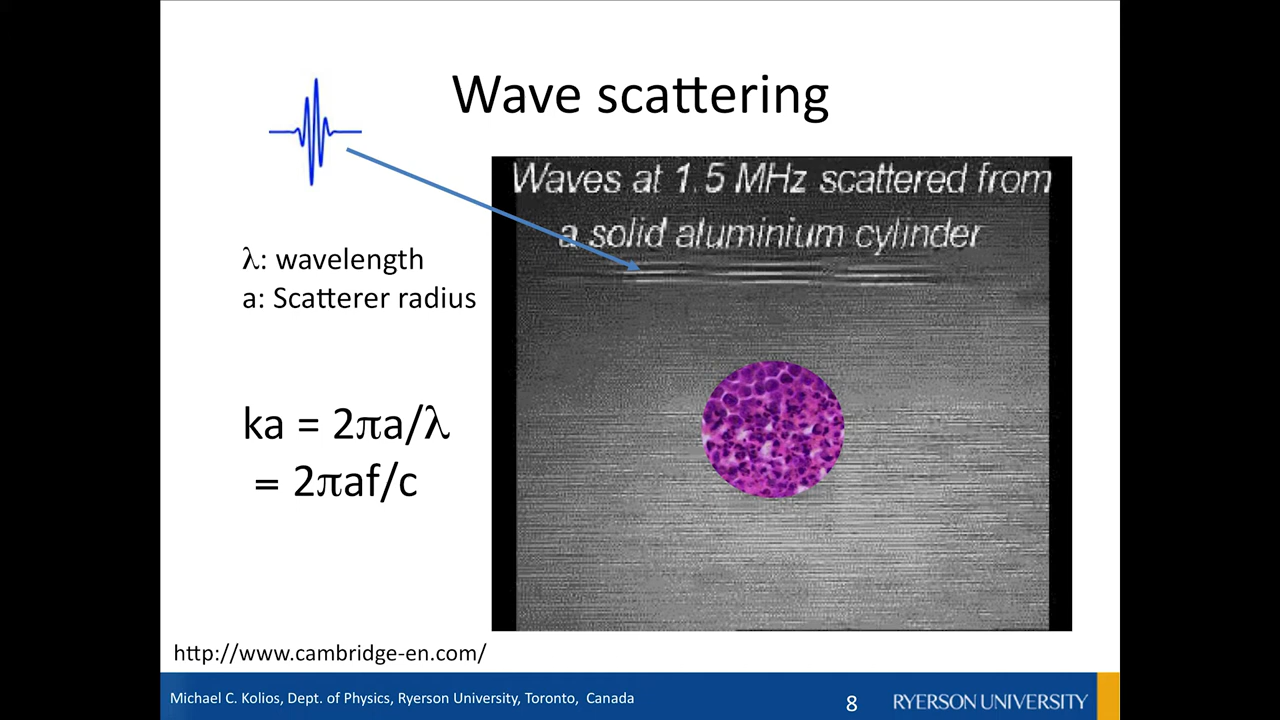 Wave scattering
Waves at 1.5 MHz scattered from
a solid aluminium cylinder
λ: wavelength
a: Scatterer radius
ka = 2πa/λ
= 2πaf/c
http://www.cambridge-en.com/
Michael C. Kolios, Dept. of Physics, Ryerson University, Toronto, Canada
8
RYERSON UNIVERSITY